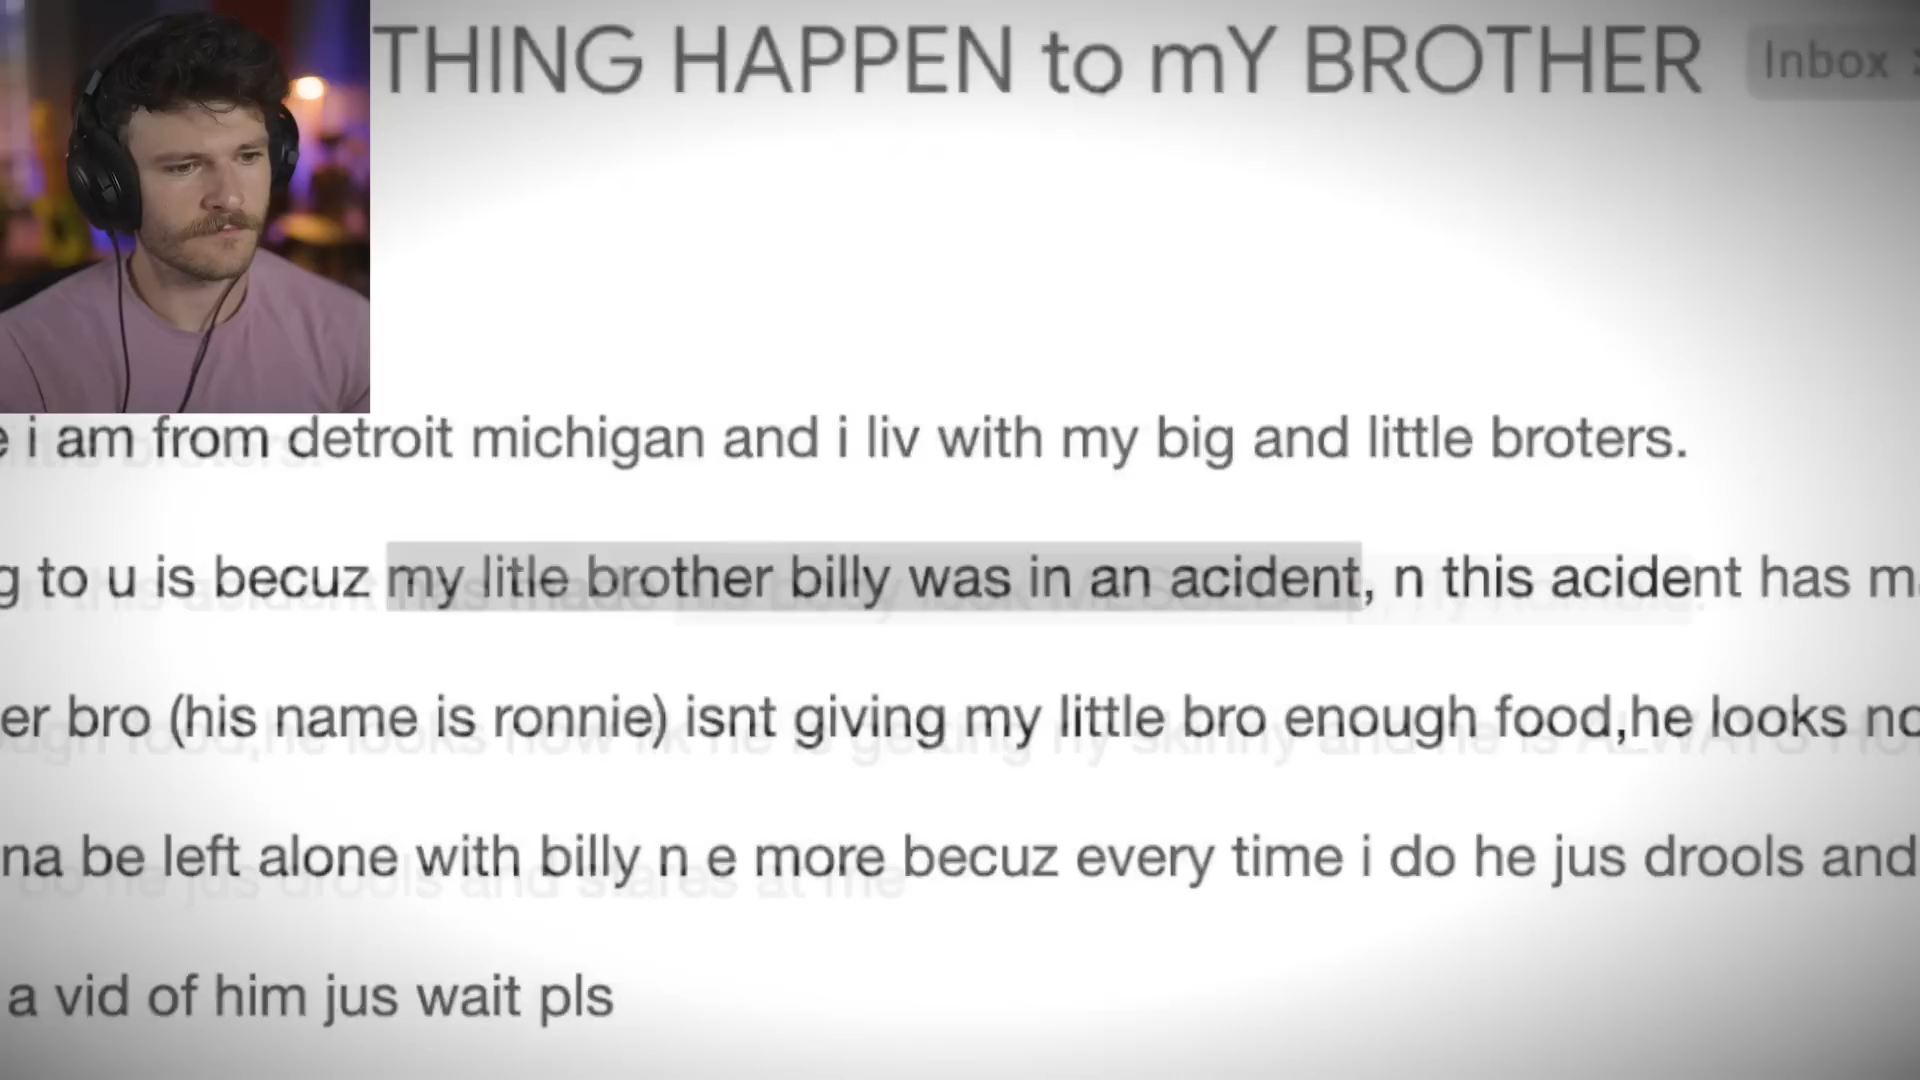 THING HAPPEN to mY BROTHER Inbox
i am from detroit michigan and i liv with my big and little broters.
to u is becuz my litle brother billy was in an acident, n this acident has
er bro (his name is ronnie) isnt giving my little bro enough food,he looks
na be left alone with billy n e more becuz every time i do he jus drools and
a vid of him jus wait pls